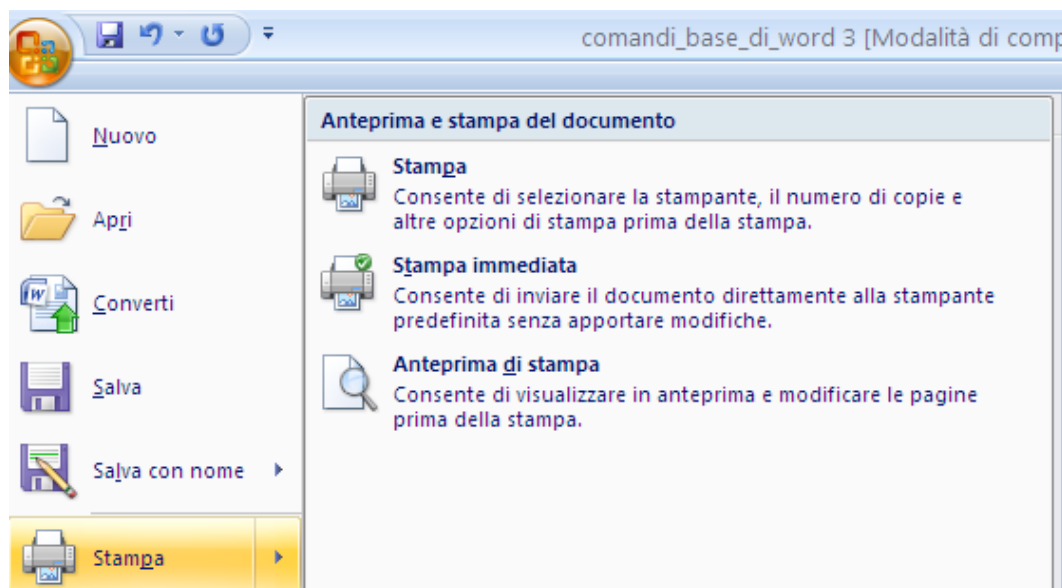 comandi_base_di_word 3 [Modalità di comp
Nuovo
Apri
Converti
Salva
Salva con nome
Stampa
Anteprima e stampa del documento
Stampa
Consente di selezionare la stampante, il numero di copie e
altre opzioni di stampa prima della stampa.
Stampa immediata
Consente di inviare il documento direttamente alla stampante
predefinita senza apportare modifiche.
Anteprima di stampa
Consente di visualizzare in anteprima e modificare le pagine
prima della stampa.